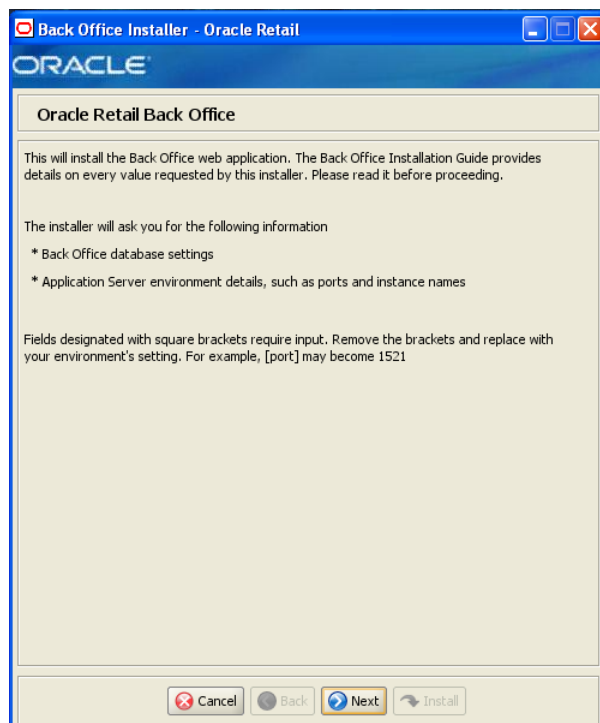 Back Office Installer - Oracle Retail
ORACLE
Oracle Retail Back Office
This will install the Back Office web application. The Back Office Installation Guide provides
details on every value requested by this installer. Please read it before proceeding.
The installer will ask you for the following information
* Back Office database settings
* Application Server environment details, such as ports and instance names
Fields designated with square brackets require input. Remove the brackets and replace with
your environment's setting. For example, [port] may become 1521
Cancel Back Next Install